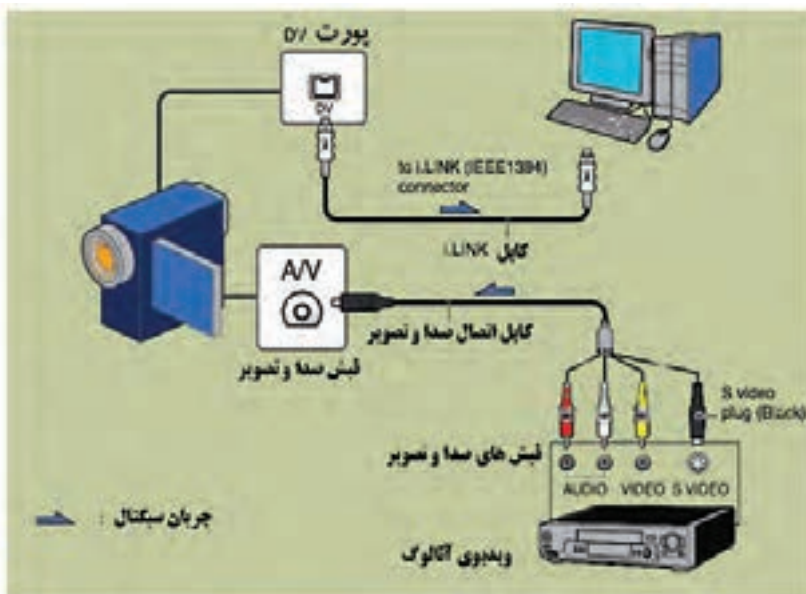 پورت DV
DV
to i.LINK (IEEE1394)
connector
کابل i.LINK
A/V
کابل اتصال صدا و تصویر
فیش صدا و تصویر
S video
plug (Black)
فیش های صدا و تصویر
AUDIO VIDEO S VIDEO
جریان سیگنال :
ویدیوی آنالوگ